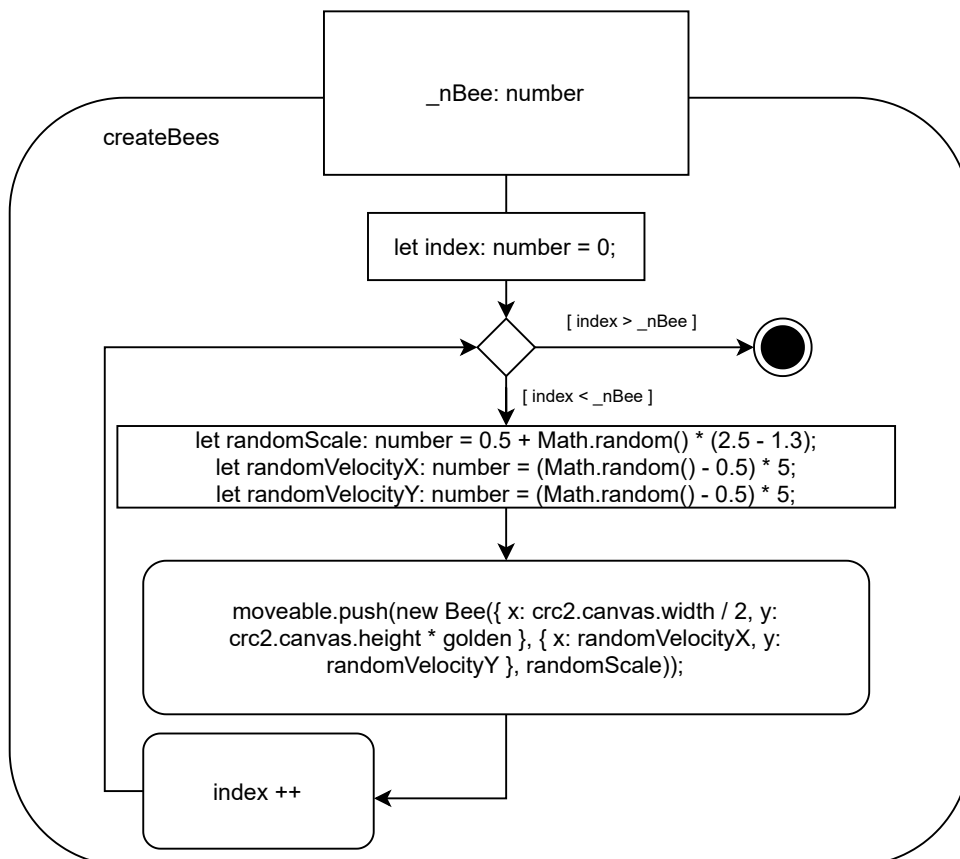 _nBee: number
createBees
let index: number = 0;
[ index > _nBee ]
[ index < _nBee ]
let randomScale: number = 0.5 + Math.random() * (2.5 - 1.3);
let randomVelocityX: number = (Math.random() - 0.5) * 5;
let randomVelocityY: number = (Math.random() - 0.5) * 5;
moveable.push(new Bee({ x: crc2.canvas.width / 2, y:
crc2.canvas.height * golden }, { x: randomVelocityX, y:
randomVelocityY }, randomScale));
index ++